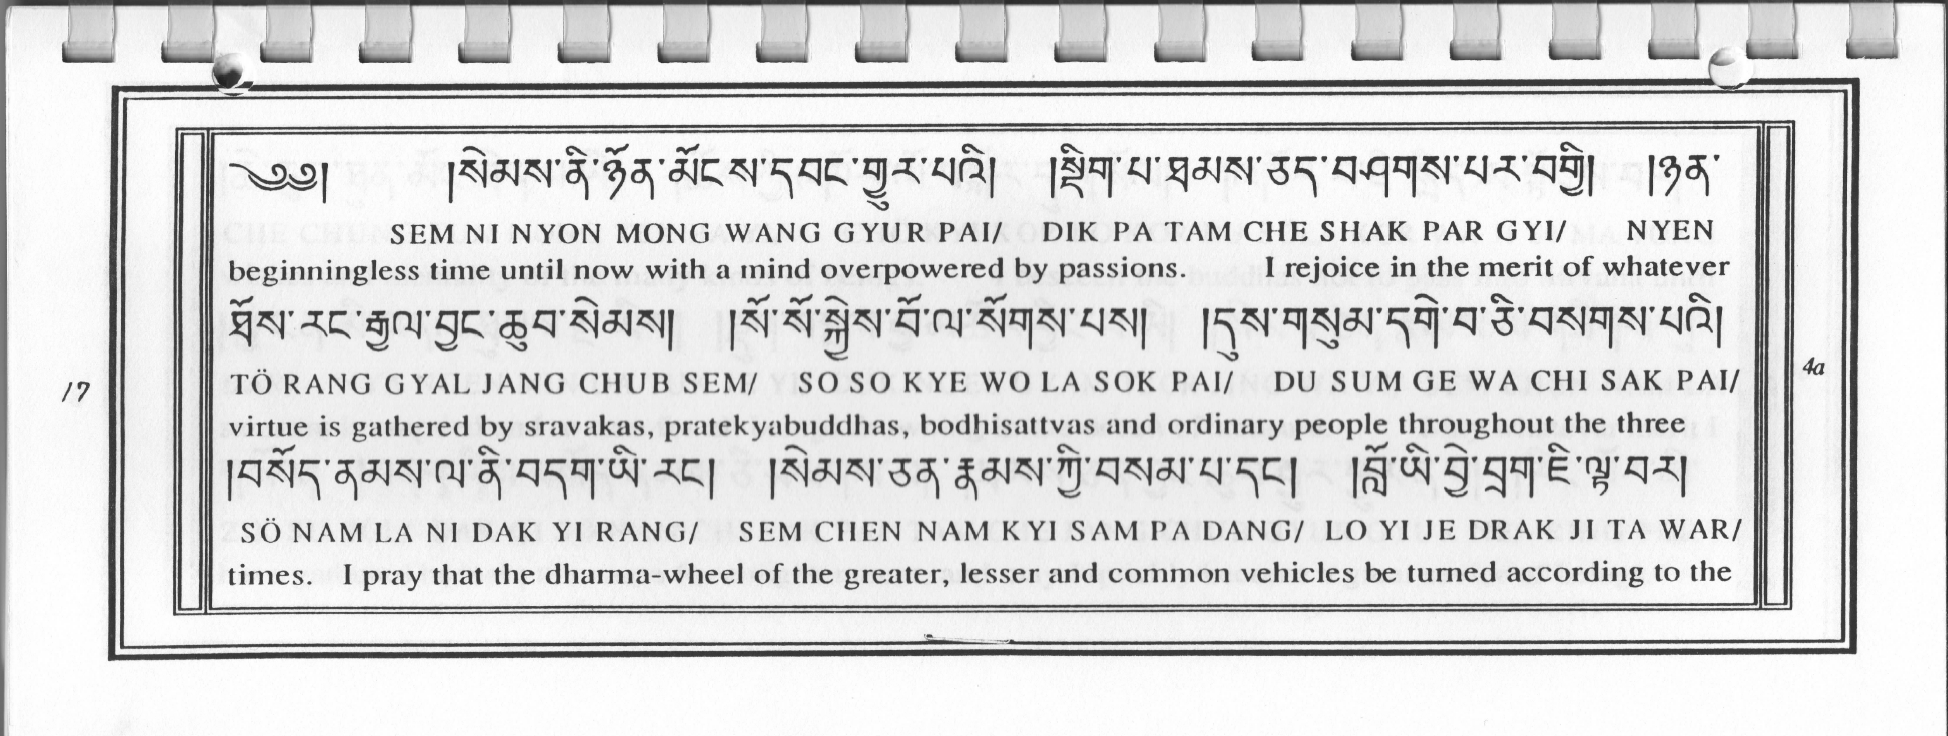 ༄༅། །སེམས་ནི་ཉོན་མོངས་དབང་གྱུར་པའི། །སྡིག་པ་ཐམས་ཅད་བཤགས་པར་བགྱི། །ཉན་
SEM NI NYON MONG WANG GYUR PAI/ DIK PA TAM CHE SHAK PAR GYI/ NYEN
beginningless time until now with a mind overpowered by passions. I rejoice in the merit of whatever
ཐོས་རང་རྒྱལ་བྱང་ཆུབ་སེམས། །སོ་སོ་སྐྱེས་བོ་ལ་སོགས་པས། །དུས་གསུམ་དགེ་བ་ཅི་བསགས་པའི།
TÖ RANG GYAL JANG CHUB SEM/ SO SO KYE WO LA SOK PAI/ DU SUM GE WA CHI SAK PAI/
17
4a
virtue is gathered by sravakas, pratekyabuddhas, bodhisattvas and ordinary people throughout the three
།བསོད་ནམས་ལ་ནི་བདག་ཡི་རང༌། །སེམས་ཅན་རྣམས་ཀྱི་བསམ་པ་དང༌། །བློ་ཡི་བྱེ་བྲག་ཇི་ལྟ་བར།
SÖ NAM LA NI DAK YI RANG/ SEM CHEN NAM KYI SAM PA DANG/ LO YI JE DRAK JI TA WAR/
times. I pray that the dharma-wheel of the greater, lesser and common vehicles be turned according to the